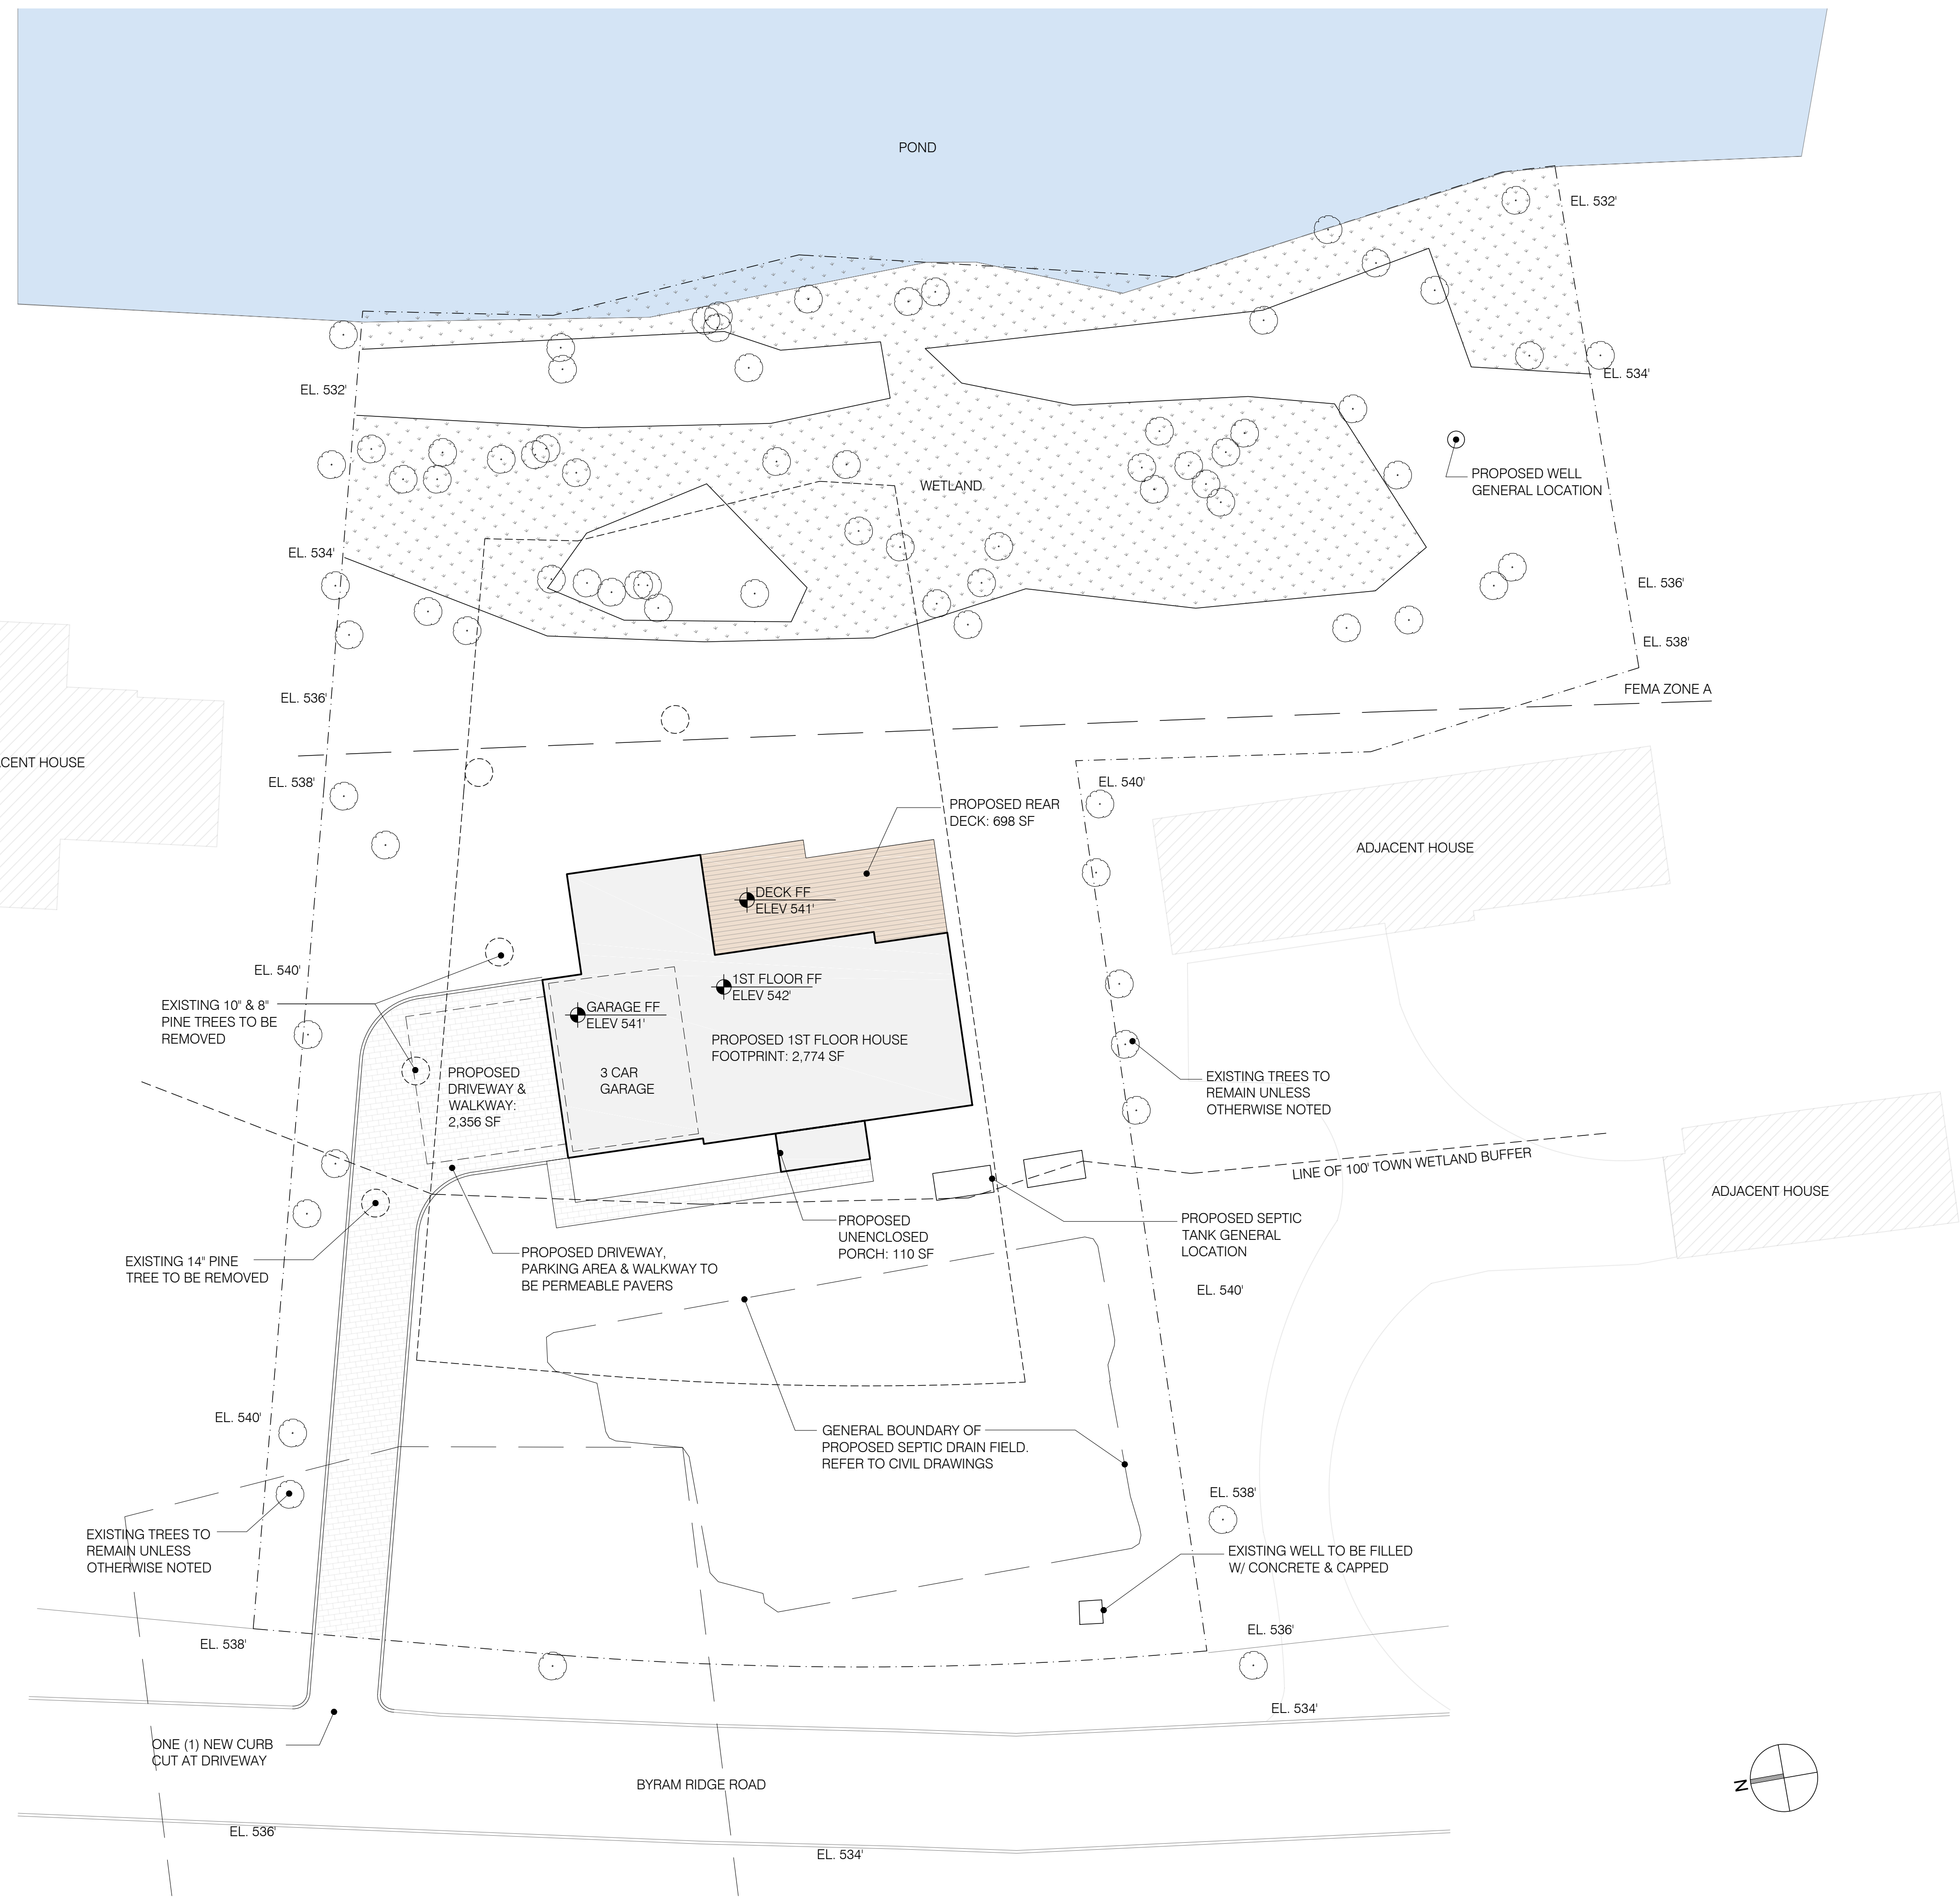 POND
EL. 532'
EL. 534'
EL. 532'
PROPOSED WELL
GENERAL LOCATION
WETLAND
EL. 534'
EL. 536'
EL. 538'
FEMA ZONE A
EL. 536'
CENT HOUSE
EL. 538'
EL. 540'
PROPOSED REAR
DECK: 698 SF
ADJACENT HOUSE
DECK FF
ELEV 541'
EL. 540'
1ST FLOOR FF
ELEV 542'
EXISTING 10" & 8"
PINE TREES TO BE
REMOVED
GARAGE FF
ELEV 541'
PROPOSED 1ST FLOOR HOUSE
FOOTPRINT: 2,774 SF
PROPOSED
DRIVEWAY &
WALKWAY:
2,356 SF
3 CAR
GARAGE
EXISTING TREES TO
REMAIN UNLESS
OTHERWISE NOTED
LINE OF 100' TOWN WETLAND BUFFER
ADJACENT HOUSE
PROPOSED
UNENCLOSED
PORCH: 110 SF
PROPOSED SEPTIC
TANK GENERAL
LOCATION
EXISTING 14" PINE
TREE TO BE REMOVED
PROPOSED DRIVEWAY,
PARKING AREA & WALKWAY TO
BE PERMEABLE PAVERS
EL. 540'
EL. 540'
GENERAL BOUNDARY OF
PROPOSED SEPTIC DRAIN FIELD.
REFER TO CIVIL DRAWINGS
EL. 538'
EXISTING TREES TO
REMAIN UNLESS
OTHERWISE NOTED
EXISTING WELL TO BE FILLED
W/ CONCRETE & CAPPED
EL. 538'
EL. 536'
EL. 534'
ONE (1) NEW CURB
CUT AT DRIVEWAY
BYRAM RIDGE ROAD
N
EL. 536'
EL. 534'